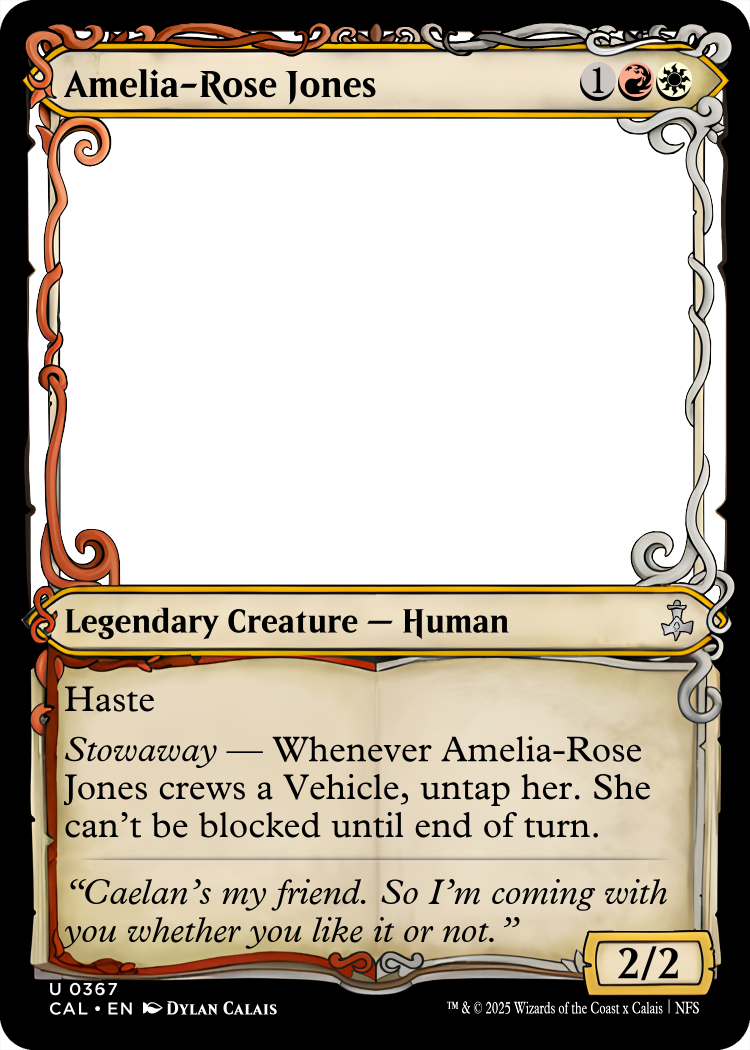 Amelia-Rose Jones 1
Legendary Creature — Human
Haste
Stowaway — Whenever Amelia-Rose
Jones crews a Vehicle, untap her. She
can’t be blocked until end of turn.
“Caelan’s my friend. So I’m coming with
you whether you like it or not.”
2/2
U 0367
CAL • EN DYLAN CALAIS
™ & © 2025 Wizards of the Coast x Calais | NFS